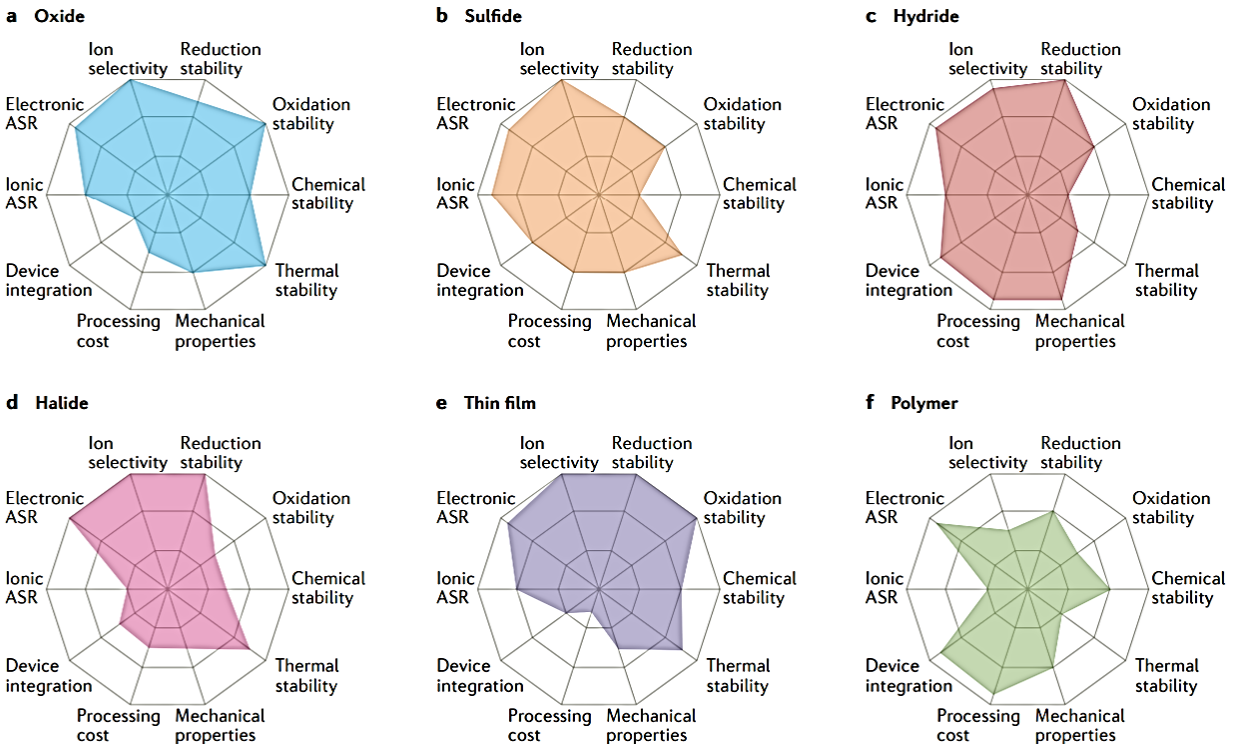 a Oxide
Ion
selectivity
Reduction
stability
Electronic
ASR
Oxidation
stability
Ionic
ASR
Chemical
stability
Device
integration
Thermal
stability
Processing
cost
Mechanical
properties
b Sulfide
Ion
selectivity
Reduction
stability
Electronic
ASR
Oxidation
stability
Ionic
ASR
Chemical
stability
Device
integration
Thermal
stability
Processing
cost
Mechanical
properties
c Hydride
Ion
selectivity
Reduction
stability
Electronic
ASR
Oxidation
stability
Ionic
ASR
Chemical
stability
Device
integration
Thermal
stability
Processing
cost
Mechanical
properties
d Halide
Ion
selectivity
Reduction
stability
Electronic
ASR
Oxidation
stability
Ionic
ASR
Chemical
stability
Device
integration
Thermal
stability
Processing
cost
Mechanical
properties
e Thin film
Ion
selectivity
Reduction
stability
Electronic
ASR
Oxidation
stability
Ionic
ASR
Chemical
stability
Device
integration
Thermal
stability
Processing
cost
Mechanical
properties
f Polymer
Ion
selectivity
Reduction
stability
Electronic
ASR
Oxidation
stability
Ionic
ASR
Chemical
stability
Device
integration
Thermal
stability
Processing
cost
Mechanical
properties